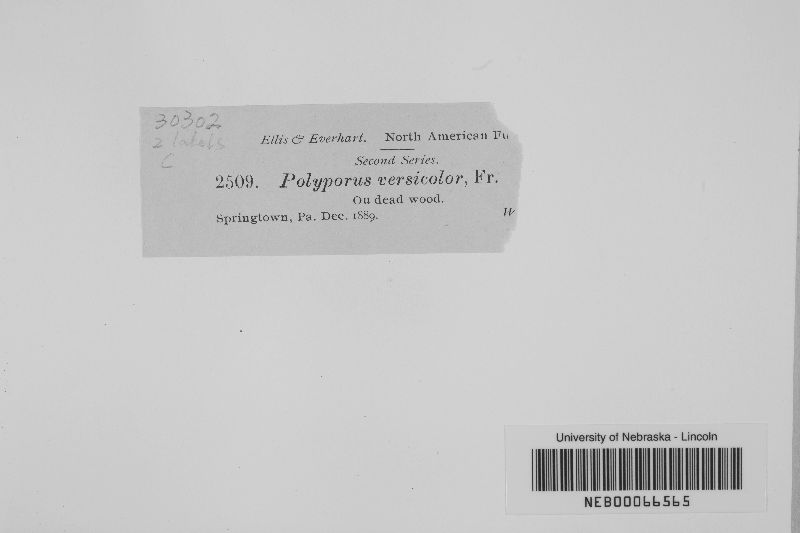 30302
2 labels
C
Ellis & Everhart. North American Fu
Second Series.
2509. Polyporus versicolor, Fr.
On dead wood.
Springtown, Pa. Dec. 1889. W
University of Nebraska - Lincoln
NEB00066565